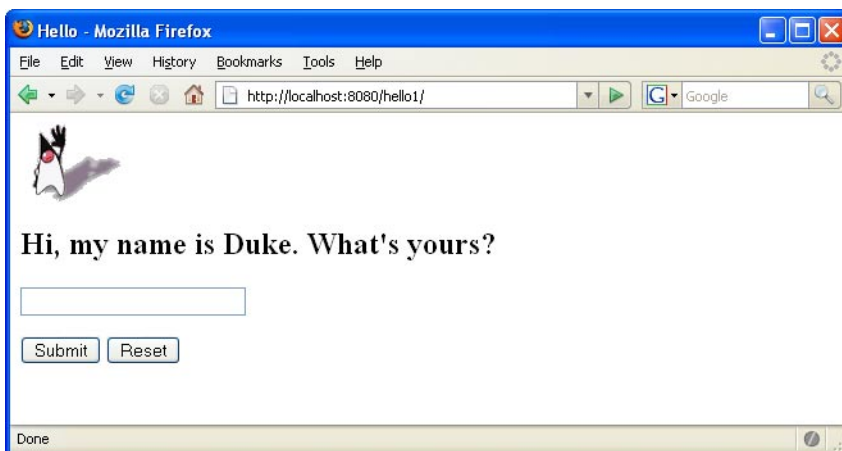 Hello - Mozilla Firefox
File Edit View History Bookmarks Tools Help
http://localhost:8080/hello1/ G Google
Hi, my name is Duke. What's yours?
Submit Reset
Done